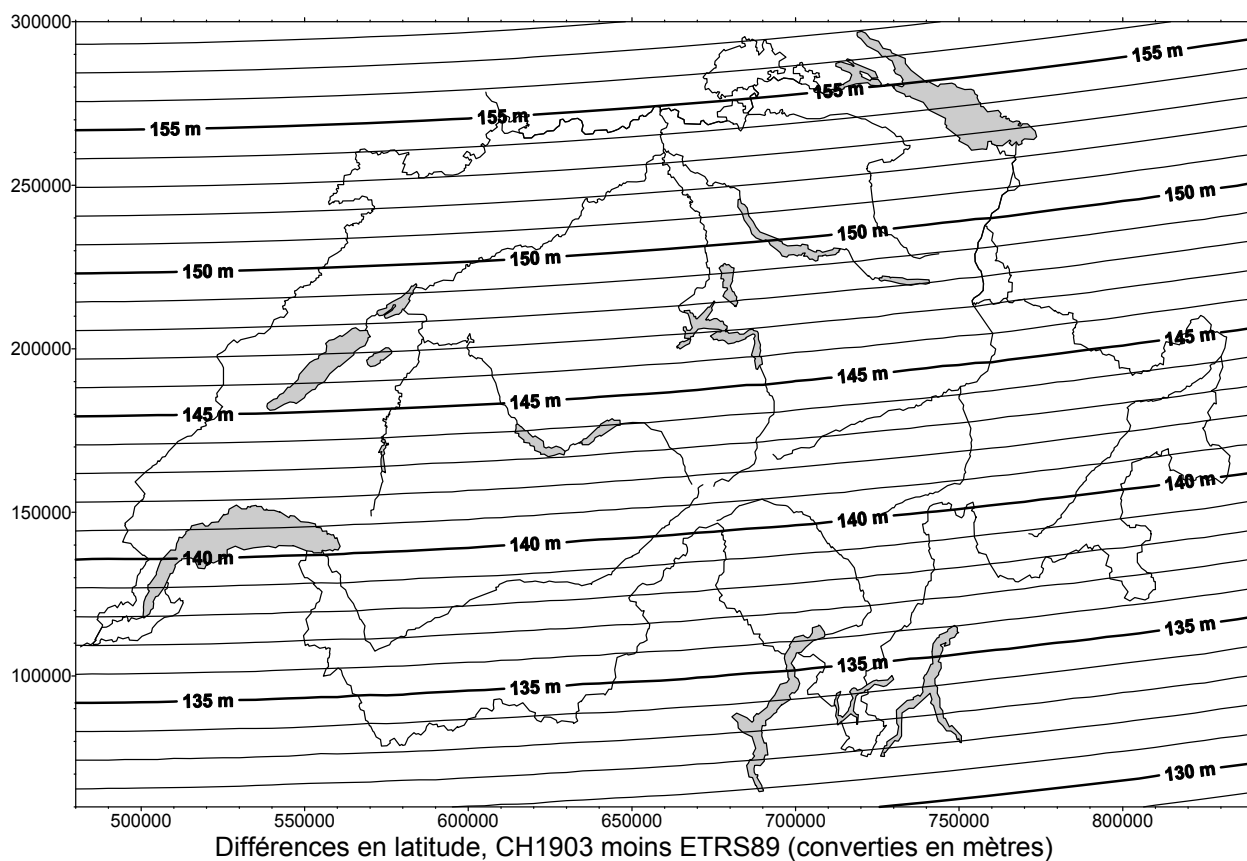 300000
155 m
155 m
155 m
155 m
250000
150 m
150 m
150 m
150 m
200000
145 m
145 m
145 m
145 m
150000
140 m
140 m
140 m
140 m
135 m
135 m
135 m
135 m
100000
130 m
500000 550000 600000 650000 700000 750000 800000
Différences en latitude, CH1903 moins ETRS89 (converties en mètres)